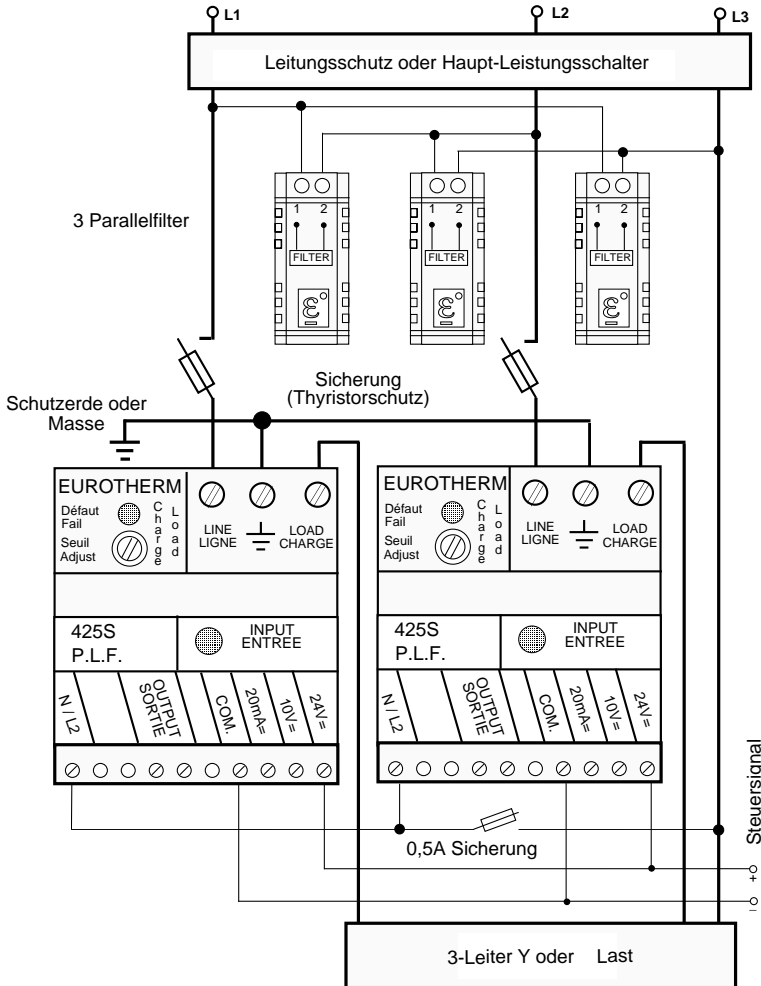 L1
L2
L3
Leitungsschutz oder Haupt-Leistungsschalter
3 Parallelfilter
1 2
FILTER
ε°
1 2
FILTER
ε°
1 2
FILTER
ε°
Sicherung
(Thyristorschutz)
Schutzerde oder
Masse
EUROTHERM
Défaut
Fail
Seuil
Adjust
Charge
Load
LINE
LIGNE
LOAD
CHARGE
425S
P.L.F.
INPUT
ENTREE
N / L2
OUTPUT
SORTIE
COM.
20mA=
10V=
24V=
EUROTHERM
Défaut
Fail
Seuil
Adjust
Charge
Load
LINE
LIGNE
LOAD
CHARGE
425S
P.L.F.
INPUT
ENTREE
N / L2
OUTPUT
SORTIE
COM.
20mA=
10V=
24V=
0,5A Sicherung
Steuersional
+
–
3-Leiter Y oder Last